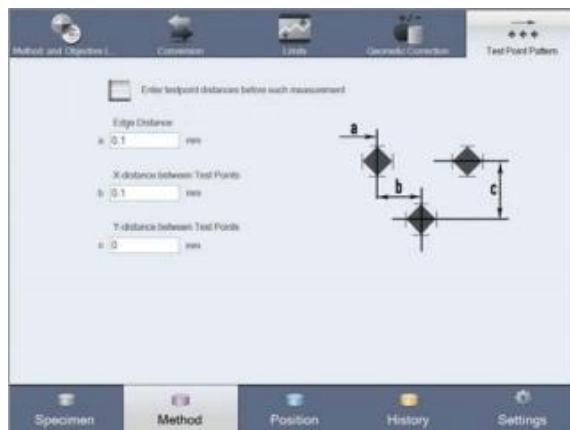 Method and Objective L...
Conversion
Limits
+/-
Geometric Correction
Test Point Pattern
Enter testpoint distances before each measurement
Edge Distance
a 0.1 mm
X-distance between Test Points
b 0.1 mm
Y-distance between Test Points
c 0 mm
a
b
c
Specimen
Method
Position
History
Settings